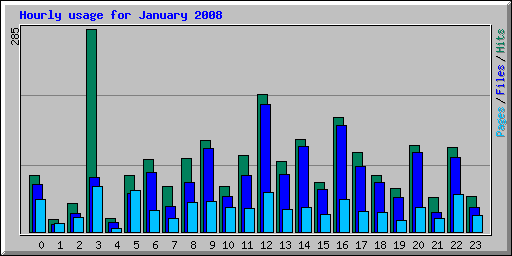 Hourly usage for January 2008
285
Pages / Files / Hits
0 1 2 3 4 5 6 7 8 9 10 11 12 13 14 15 16 17 18 19 20 21 22 23